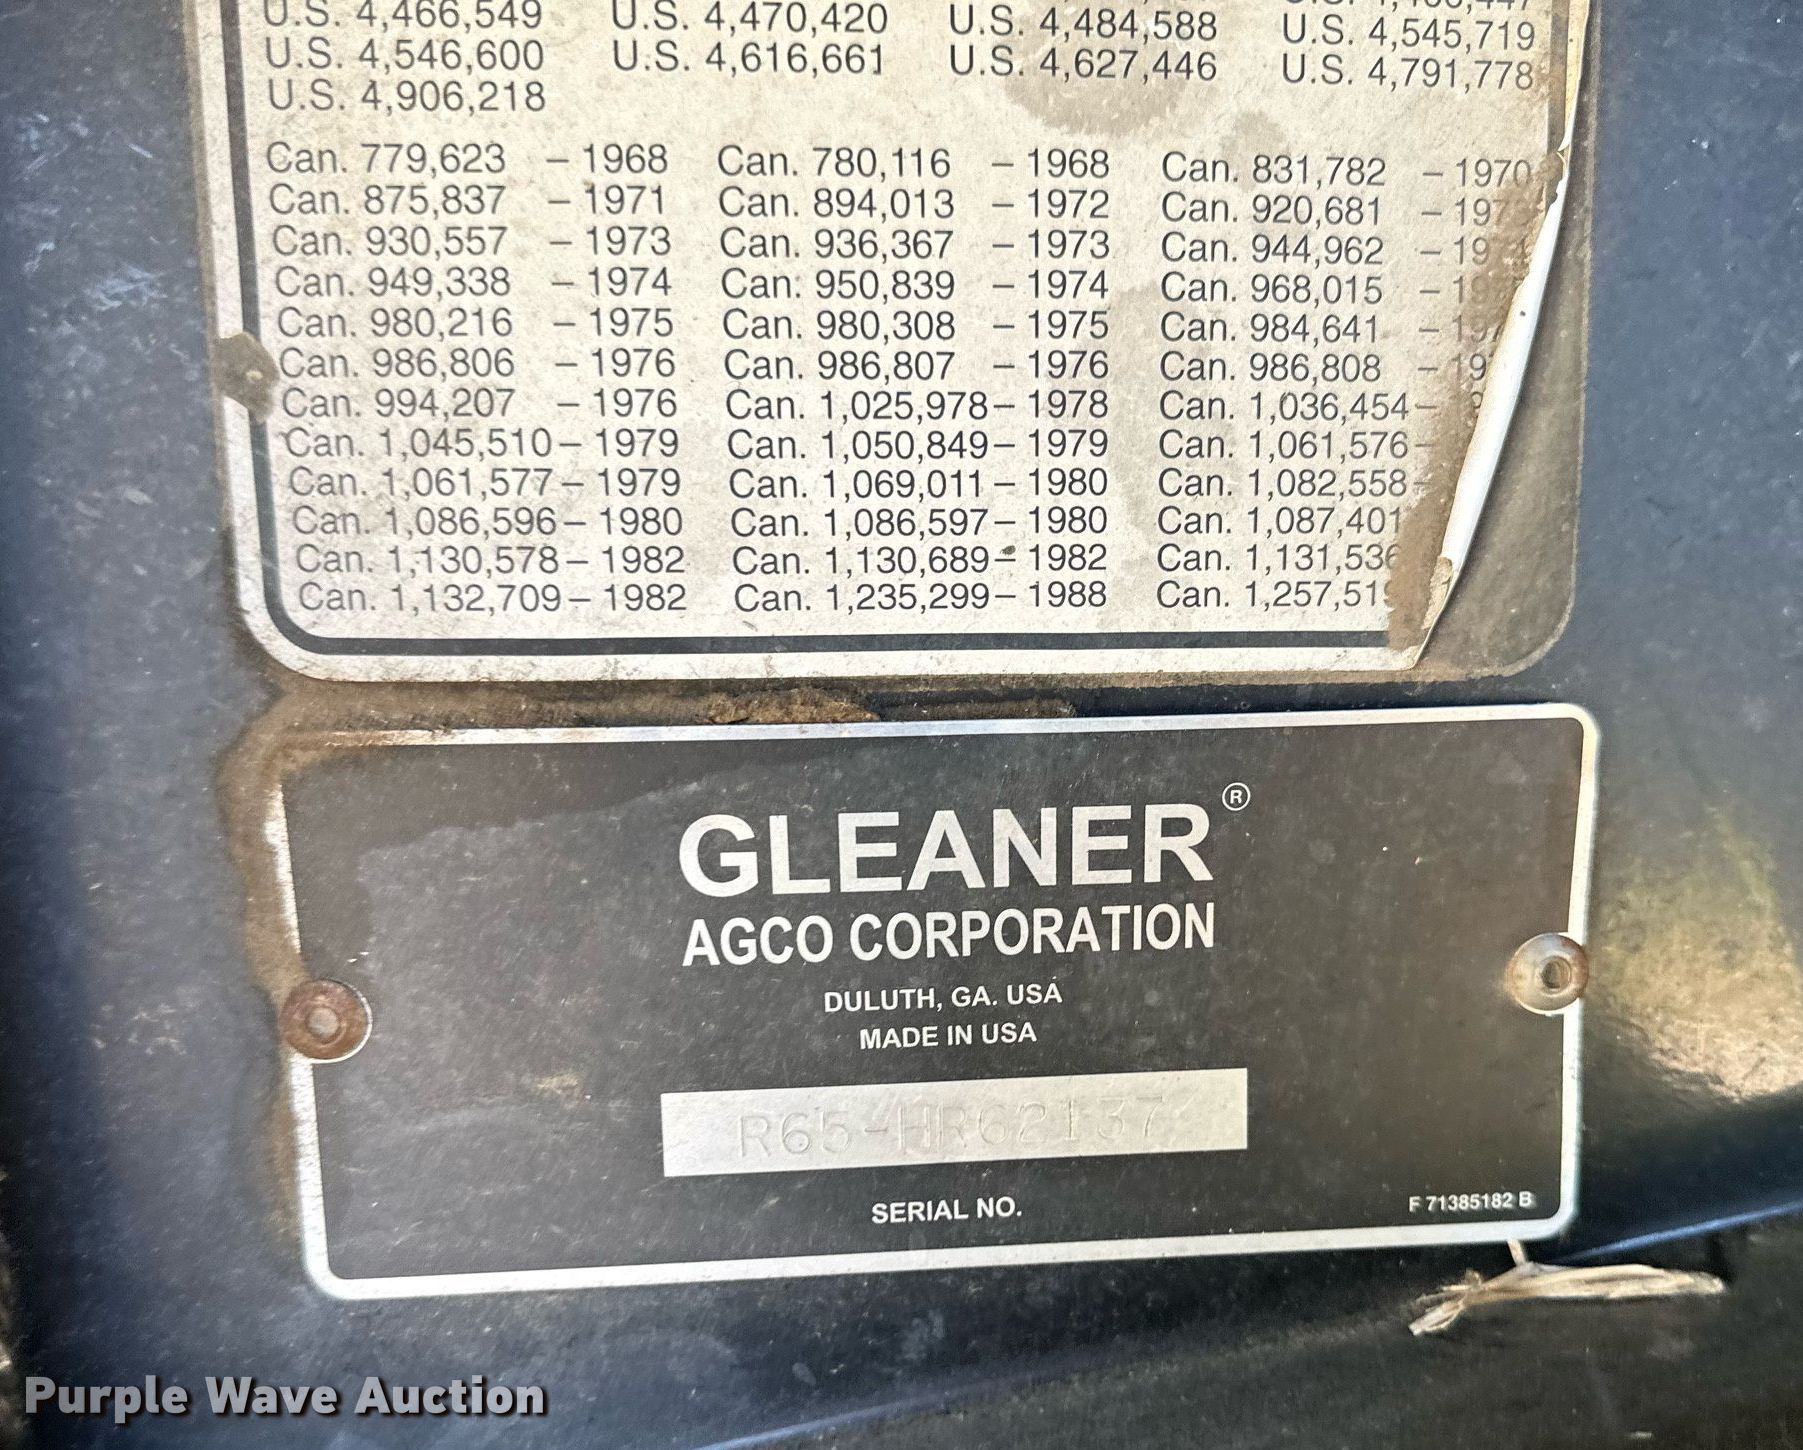 U.S. 4,466,549 U.S. 4,470,420 U.S. 4,484,588 U.S. 4,545,719
U.S. 4,546,600 U.S. 4,616,661 U.S. 4,627,446 U.S. 4,791,778
U.S. 4,906,218
Can. 779,623 – 1968 Can. 780,116 – 1968 Can. 831,782 – 1970
Can. 875,837 – 1971 Can. 894,013 – 1972 Can. 920,681 –
Can. 930,557 – 1973 Can. 936,367 – 1973 Can. 944,962 –
Can. 949,338 – 1974 Can. 950,839 – 1974 Can. 968,015 –
Can. 980,216 – 1975 Can. 980,308 – 1975 Can. 984,641 –
Can. 986,806 – 1976 Can. 986,807 – 1976 Can. 986,808 –
Can. 994,207 – 1976 Can. 1,025,978 – 1978 Can. 1,036,454 –
Can. 1,045,510 – 1979 Can. 1,050,849 – 1979 Can. 1,061,576 –
Can. 1,061,577 – 1979 Can. 1,069,011 – 1980 Can. 1,082,558 –
Can. 1,086,596 – 1980 Can. 1,086,597 – 1980 Can. 1,087,401
Can. 1,130,578 – 1982 Can. 1,130,689 – 1982 Can. 1,131,536
Can. 1,132,709 – 1982 Can. 1,235,299 – 1988 Can.
GLEANER®
AGCO CORPORATION
DULUTH, GA. USA
MADE IN USA
R65-HR62137
SERIAL NO.
F 71385182 B
Purple Wave Auction